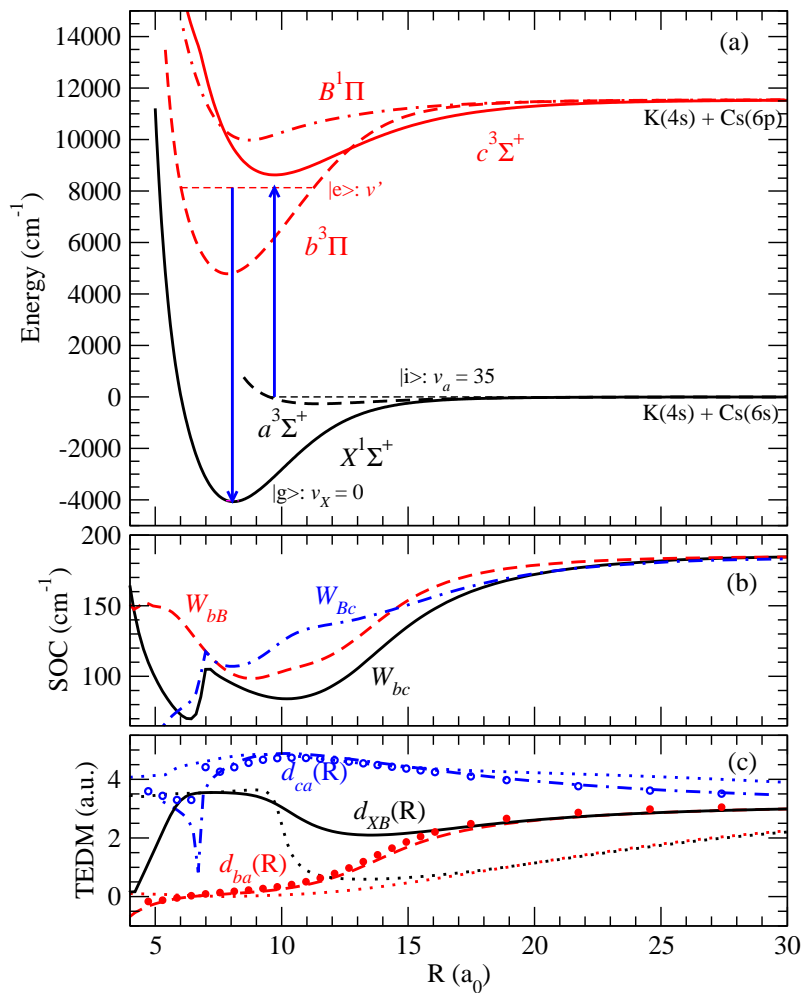 (a)
14000
12000
10000
8000
6000
4000
2000
0
-2000
-4000
Energy (cm⁻¹)
B¹Π
K(4s) + Cs(6p)
c³Σ⁺
|e>: v'
b³Π
|i>: vₐ = 35
a³Σ⁺
K(4s) + Cs(6s)
X¹Σ⁺
|g>: v_X = 0
(b)
200
150
100
SOC (cm⁻¹)
W_bB
W_Bc
W_bc
(c)
4
2
0
TEDM (a.u.)
d_ca(R)
d_XB(R)
d_ba(R)
5 10 15 20 25 30
R (a₀)